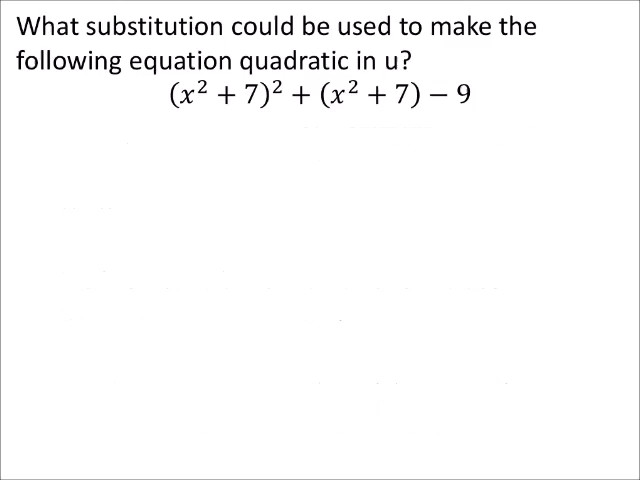 What substitution could be used to make the
following equation quadratic in u?
(x² + 7)² + (x² + 7) − 9